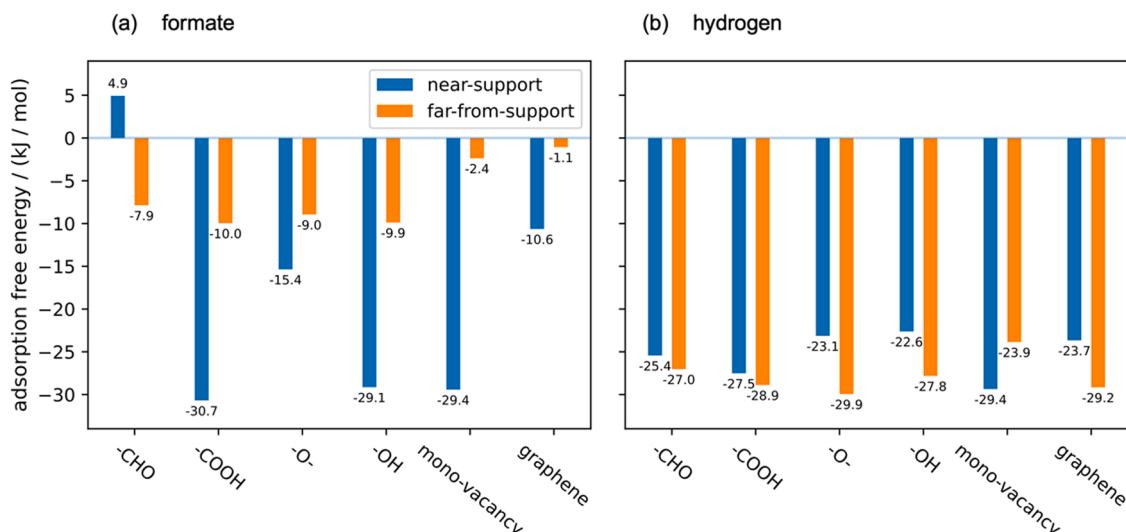 (a) formate
(b) hydrogen
adsorption free energy / (kJ / mol)
5
0
−5
−10
−15
−20
−25
−30
near-support
far-from-support
4.9
-7.9
-30.7
-10.0
-15.4
-9.0
-29.1
-9.9
-29.4
-2.4
-10.6
-1.1
-CHO
-COOH
-O-
-OH
mono-vacancy
graphene
-25.4
-27.0
-27.5
-28.9
-23.1
-29.9
-22.6
-27.8
-29.4
-23.9
-23.7
-29.2
-CHO
-COOH
-O-
-OH
mono-vacancy
graphene